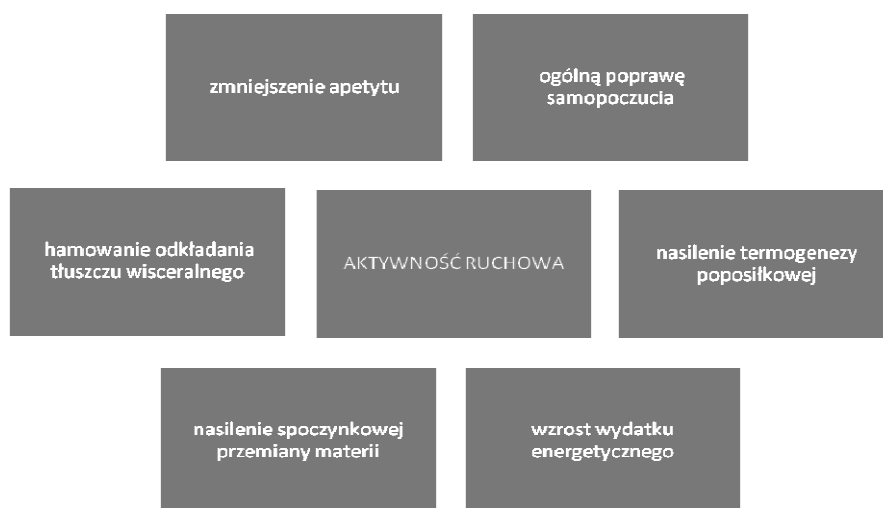 zmniejszenie apetytu
ogólną poprawę
samopoczucia
hamowanie odkładania
tłuszczu wisceralnego
AKTYWNOŚĆ RUCHOWA
nasilenie termogenezy
poposiłkowej
nasilenie spoczynkowej
przemiany materii
wzrost wydatku
energetycznego